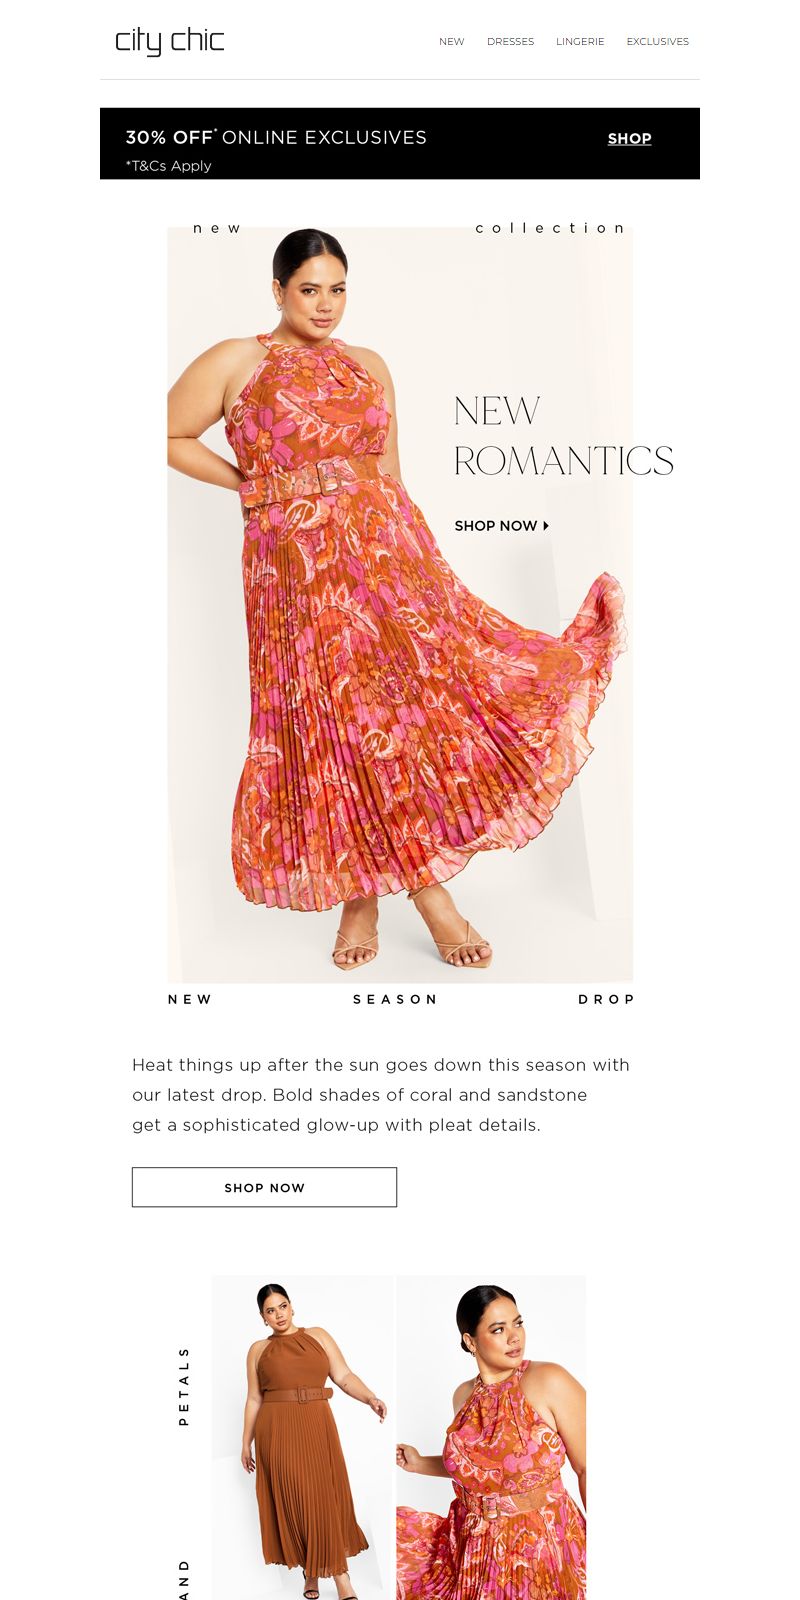 city chic
NEW DRESSES LINGERIE EXCLUSIVES
30% OFF* ONLINE EXCLUSIVES
SHOP
*T&Cs Apply
new collection
NEW
ROMANTICS
SHOP NOW
NEW SEASON DROP
Heat things up after the sun goes down this season with
our latest drop. Bold shades of coral and sandstone
get a sophisticated glow-up with pleat details.
SHOP NOW
PETALS
AND